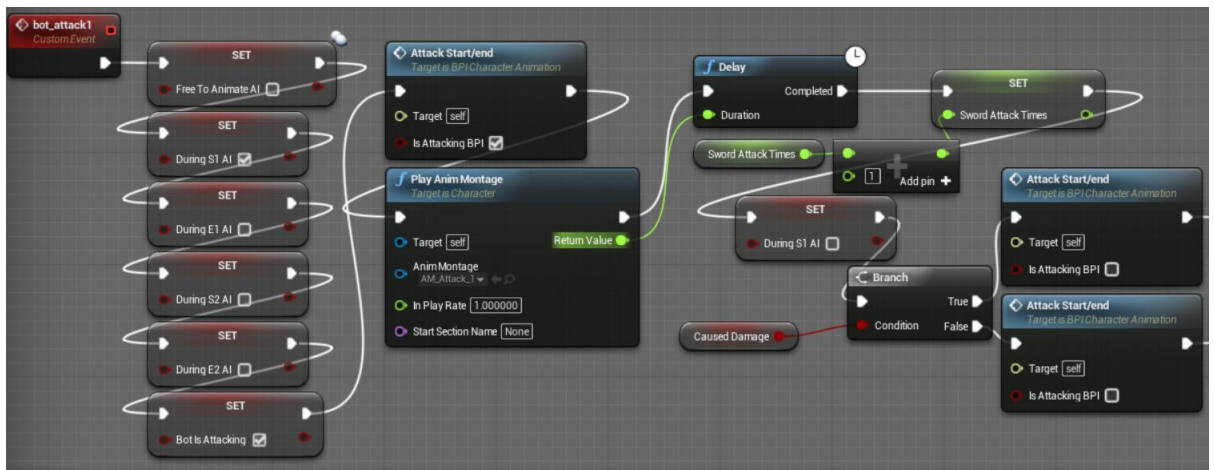 bot_attack1
Custom Event
SET
Free To Animate AI
SET
During S1 AI
SET
During E1 AI
SET
During S2 AI
SET
During E2 AI
SET
Bot Is Attacking
Attack Start/end
Target is BPI Character Animation
Target self
Is Attacking BPI
Play Anim Montage
Target is Character
Target self
Return Value
Anim Montage
AM_Attack_1
In Play Rate 1.000000
Start Section Name None
Delay
Completed
Duration
Sword Attack Times
1
Add pin +
SET
Sword Attack Times
SET
During S1 AI
Branch
True
Condition
False
Caused Damage
Attack Start/end
Target is BPI Character Animation
Target self
Is Attacking BPI
Attack Start/end
Target is BPI Character Animation
Target self
Is Attacking BPI